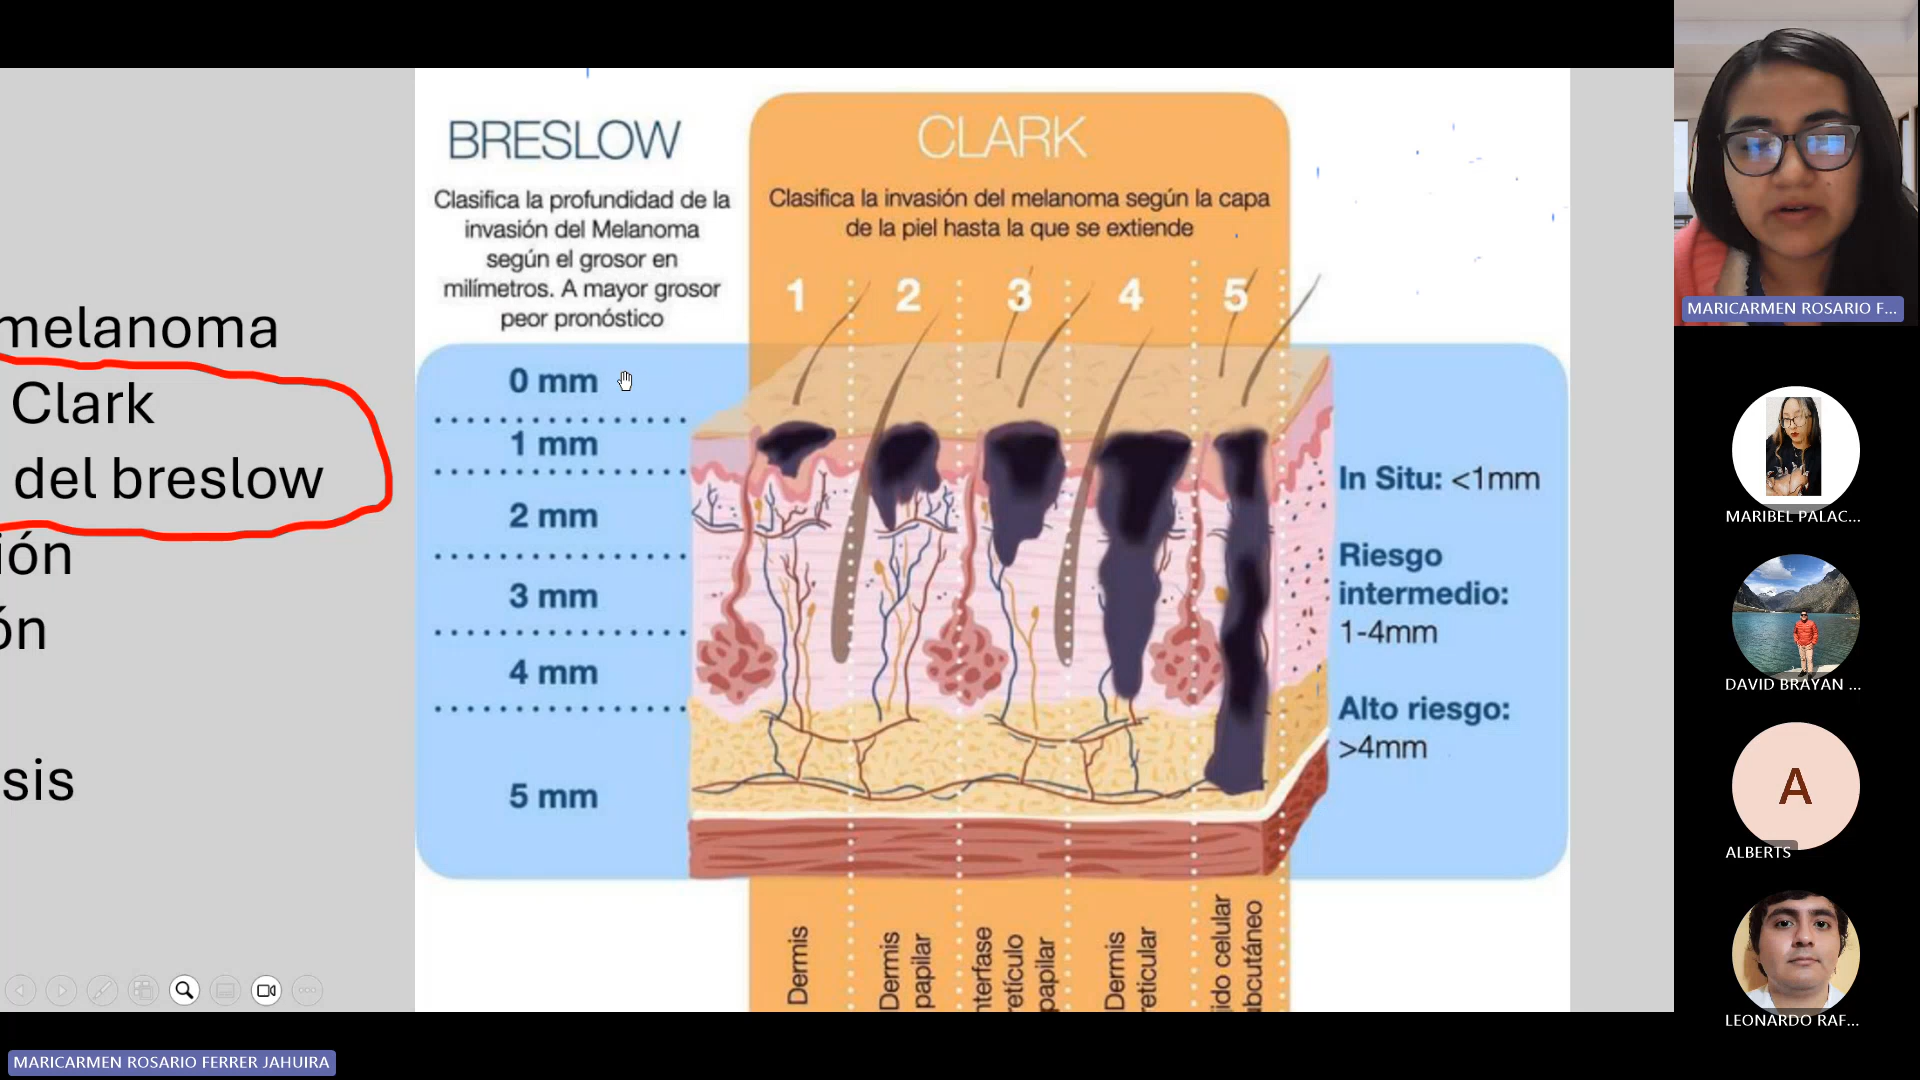 melanoma
Clark
del breslow
ión
ón
sis
BRESLOW
Clasifica la profundidad de la
invasión del Melanoma
según el grosor en
milímetros. A mayor grosor
peor pronóstico
CLARK
Clasifica la invasión del melanoma según la capa
de la piel hasta la que se extiende
1 2 3 4 5
0 mm
1 mm
2 mm
3 mm
4 mm
5 mm
In Situ: <1mm
Riesgo
intermedio:
1-4mm
Alto riesgo:
>4mm
Dermis
Dermis
papilar
nterfase
retículo
papilar
Dermis
reticular
jido celular
ubcutáneo
MARICARMEN ROSARIO F...
MARIBEL PALAC...
DAVID BRAYAN ...
A
ALBERTS
LEONARDO RAF...
MARICARMEN ROSARIO FERRER JAHUIRA